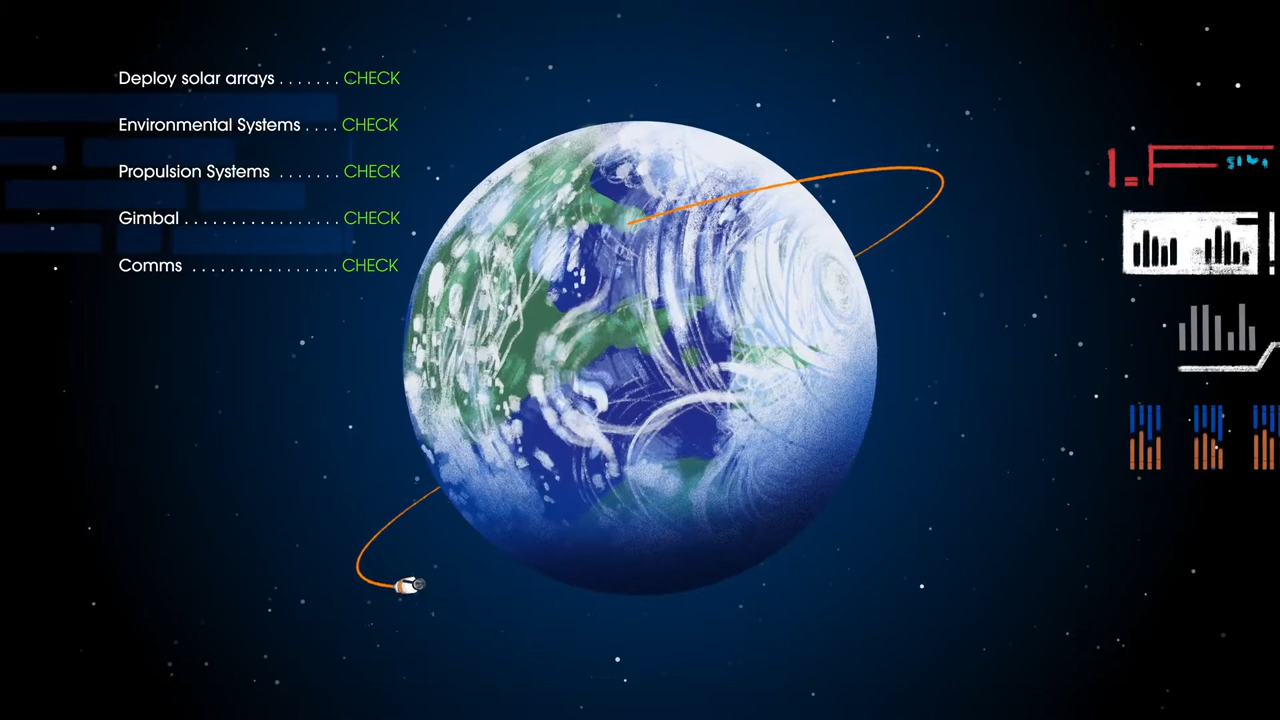 Deploy solar arrays . . . . . . . CHECK
Environmental Systems . . . . CHECK
Propulsion Systems . . . . . . . CHECK
Gimbal . . . . . . . . . . . . . . . . CHECK
Comms . . . . . . . . . . . . . . . CHECK